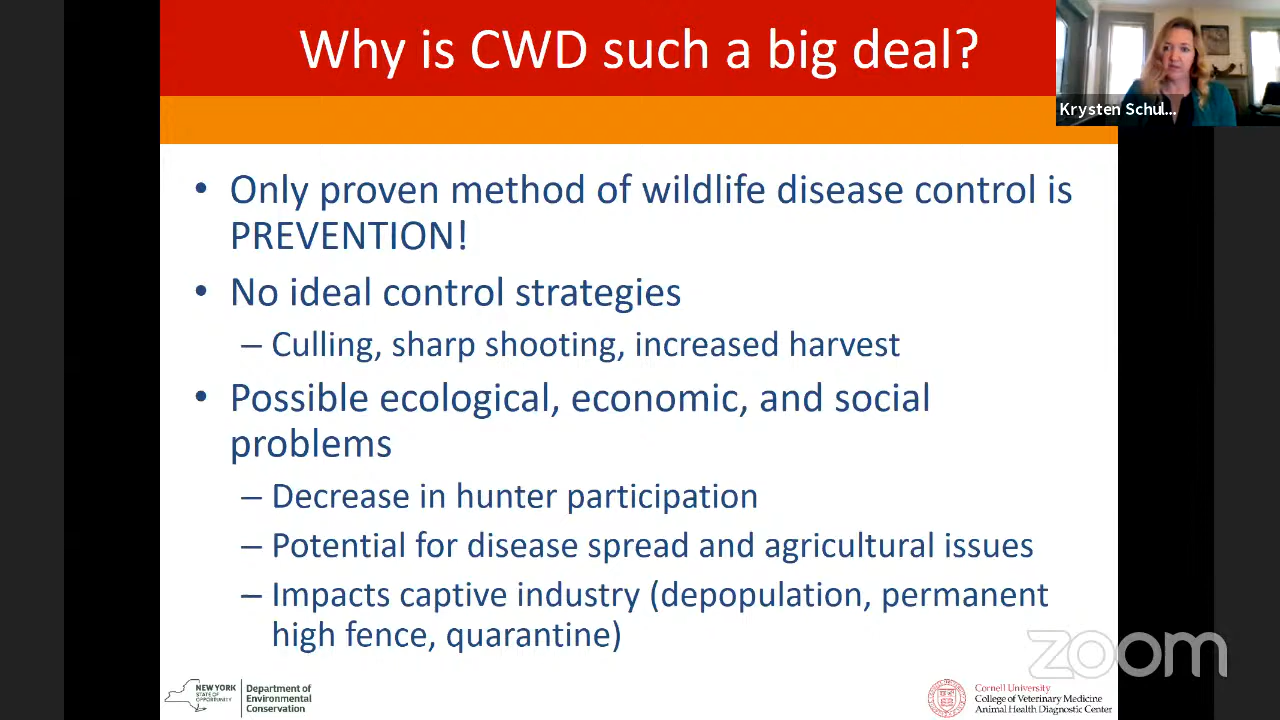 Why is CWD such a big deal?
Krysten Schul...
• Only proven method of wildlife disease control is
PREVENTION!
• No ideal control strategies
– Culling, sharp shooting, increased harvest
• Possible ecological, economic, and social
problems
– Decrease in hunter participation
– Potential for disease spread and agricultural issues
– Impacts captive industry (depopulation, permanent
high fence, quarantine)
zoom
NEW YORK
STATE OF
OPPORTUNITY
Department of
Environmental
Conservation
Cornell University
College of Veterinary Medicine
Animal Health Diagnostic Center